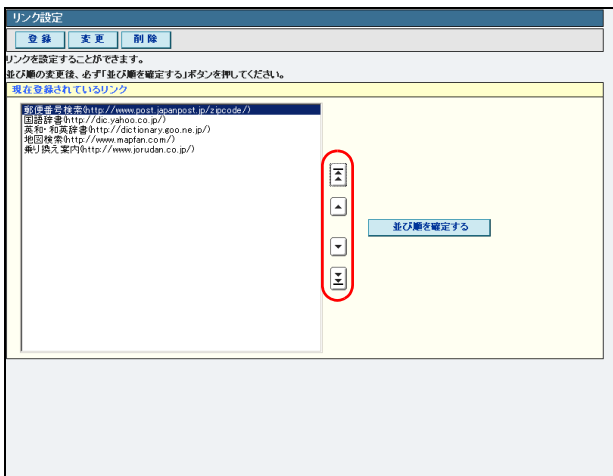 リンク設定
登 録 変 更 削 除
リンクを設定することができます。
並び順の変更後、必ず「並び順を確定する」ボタンを押してください。
現在登録されているリンク
郵便番号検索(http://www.post.japanpost.jp/zipcode/)
国語辞書(http://dic.yahoo.co.jp/)
英和・和英辞書(http://dictionary.goo.ne.jp/)
地図検索(http://www.mapfan.com/)
乗り換え案内(http://www.jorudan.co.jp/)
並び順を確定する